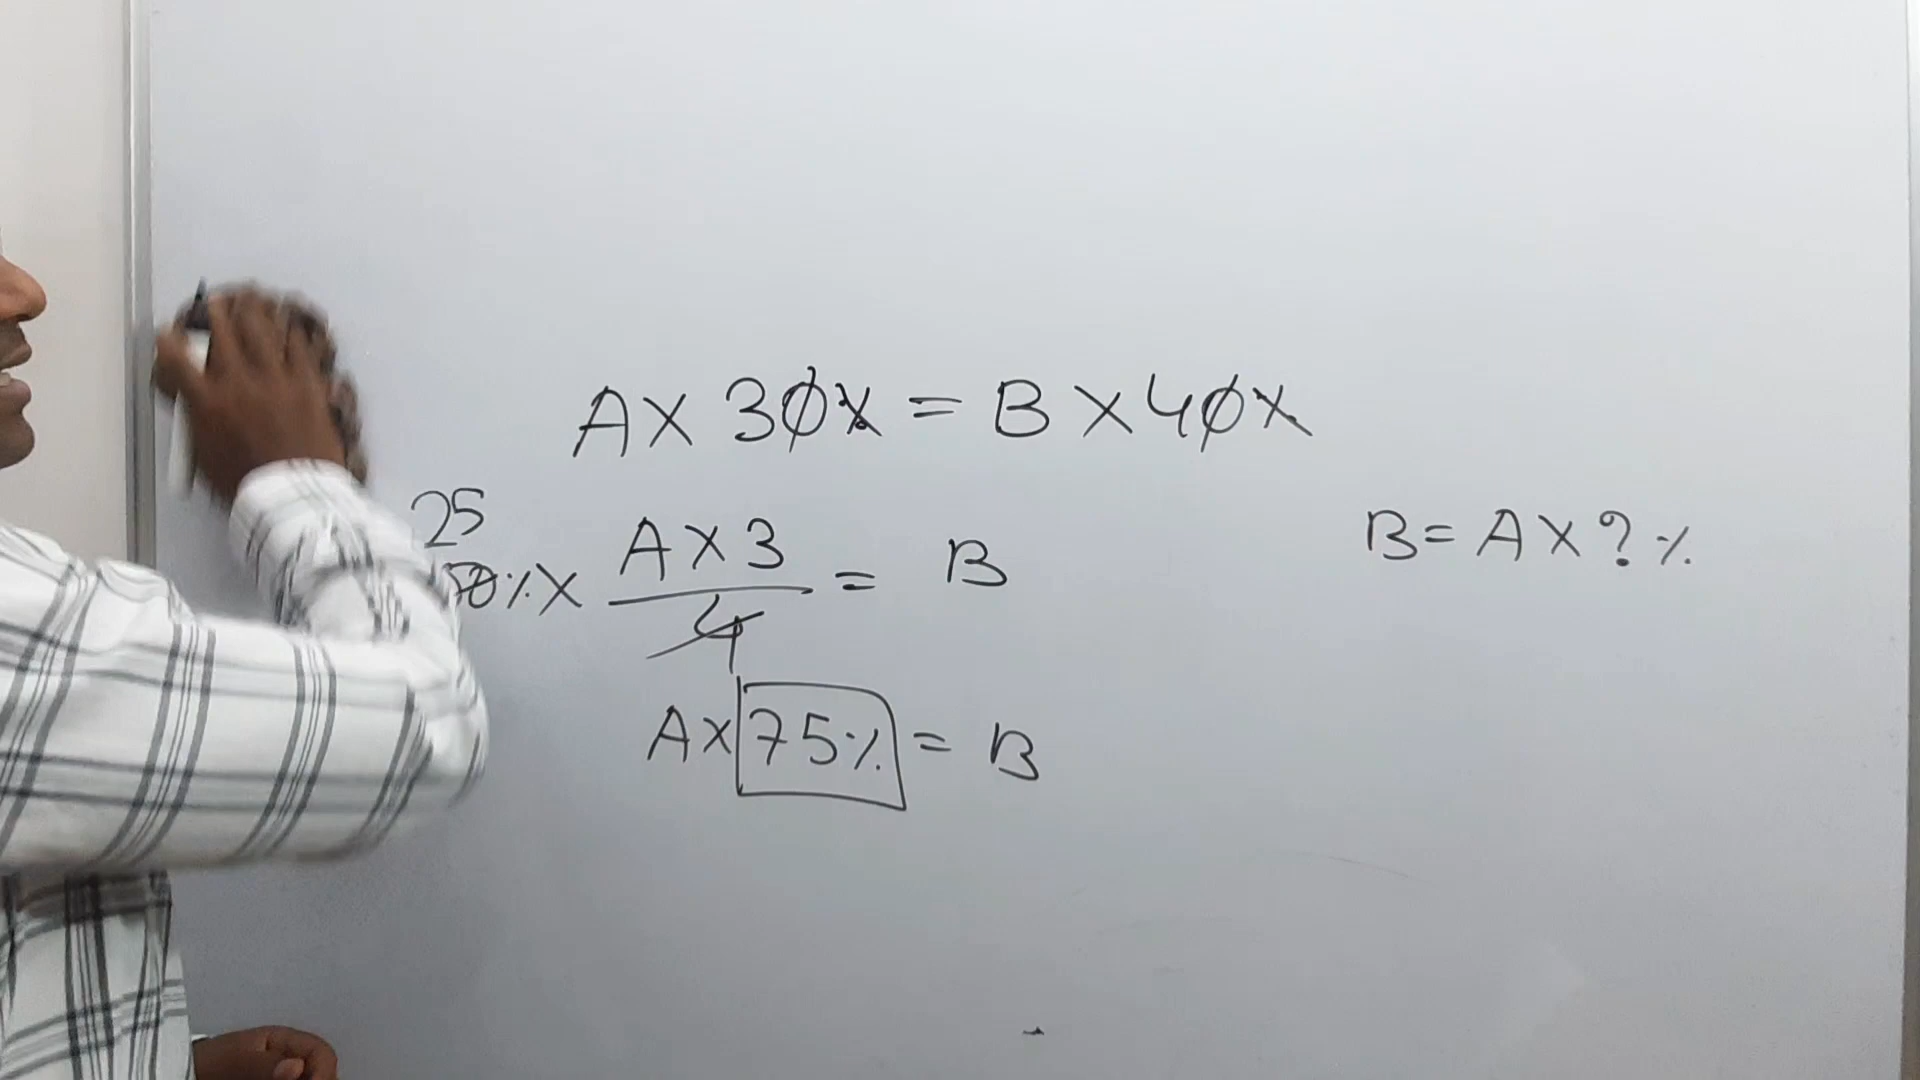 A × 30% = B × 40%
25
% × A × 3 / 4 = B
B = A × ? %
A × 75% = B